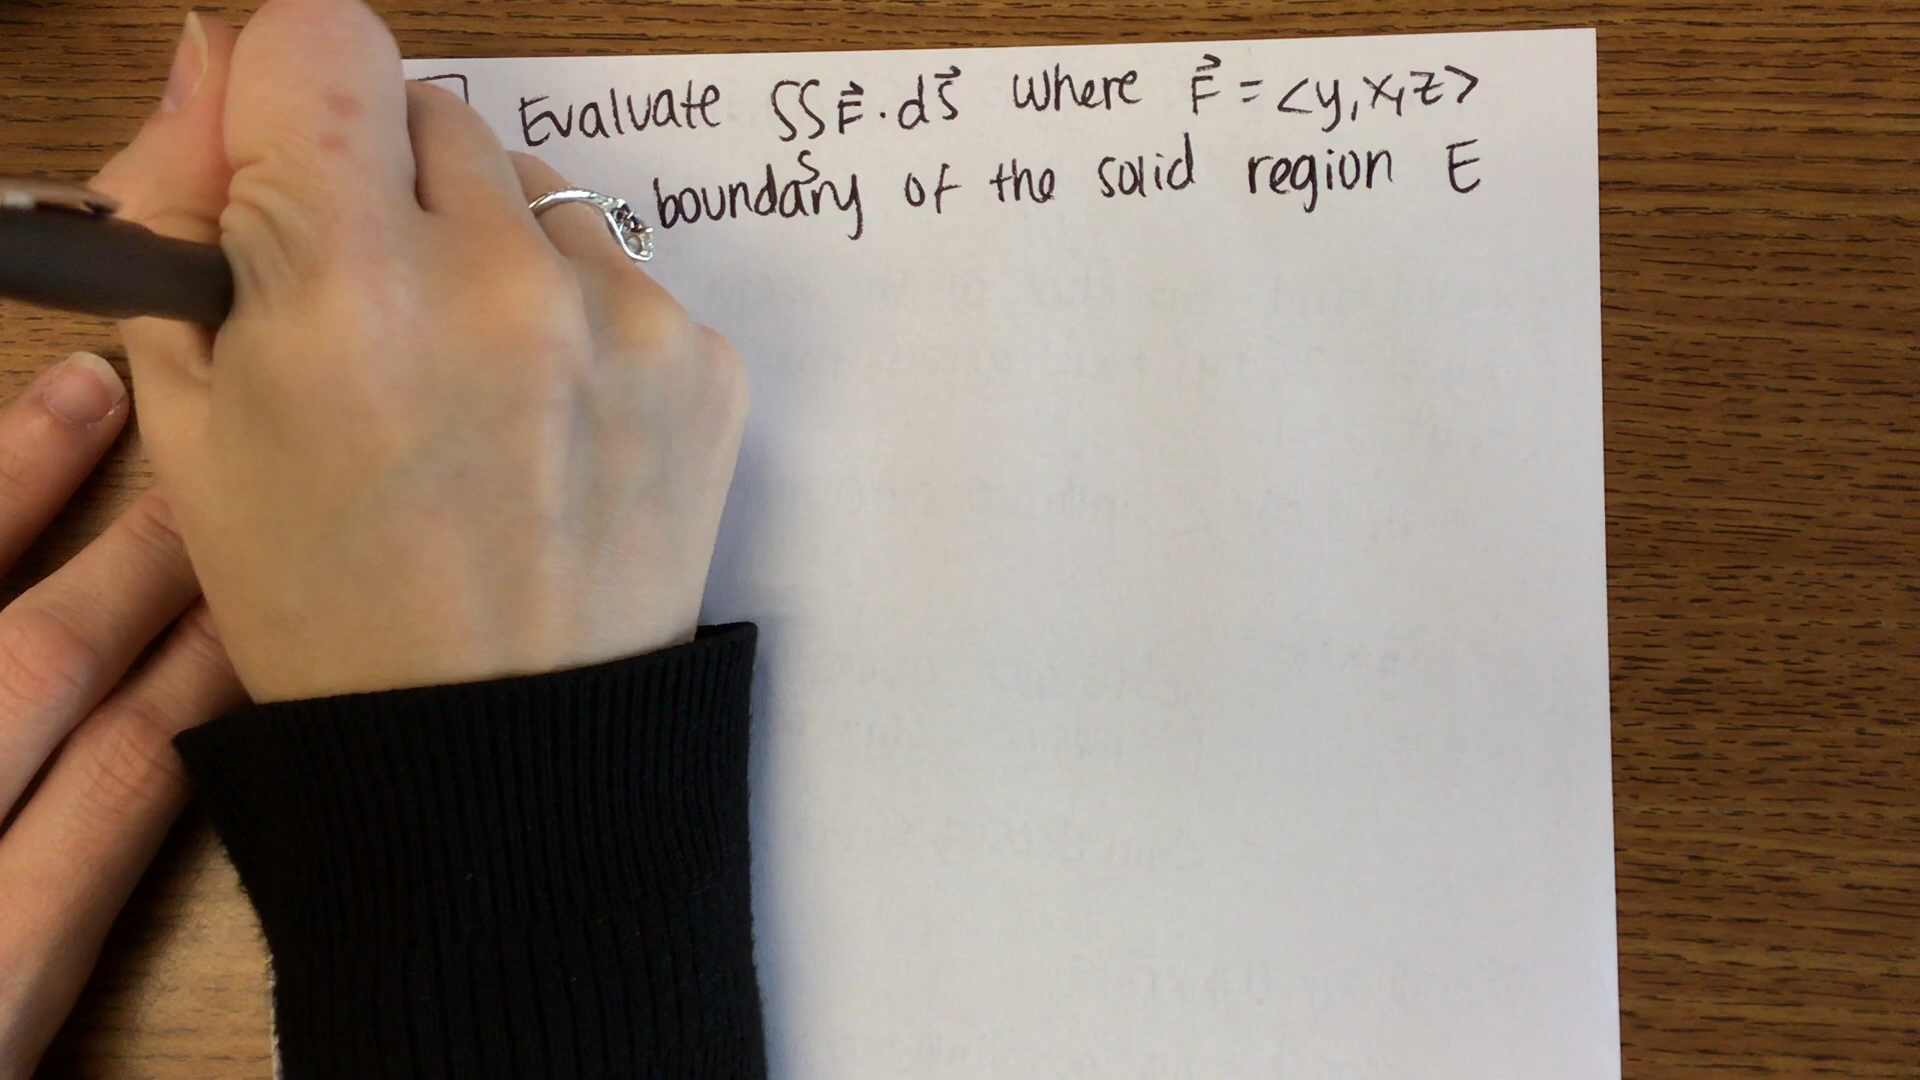 Evaluate ∫∫ F⃗ · dS⃗ where F⃗ = <y, x, z>
S
boundary of the solid region E